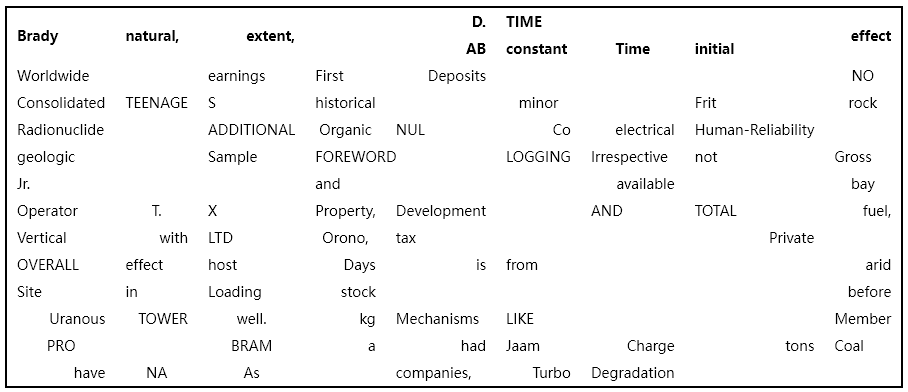 Brady natural, extent, D. AB TIME constant Time initial effect
Worldwide earnings First Deposits NO
Consolidated TEENAGE S historical minor Frit rock
Radionuclide ADDITIONAL Organic NUL Co electrical Human-Reliability
geologic Sample FOREWORD LOGGING Irrespective not Gross
Jr. and available bay
Operator T. X Property, Development AND TOTAL fuel,
Vertical with LTD Orono, tax Private
OVERALL effect host Days is from arid
Site in Loading stock before
Uranous TOWER well. kg Mechanisms LIKE Member
PRO BRAM a had Jaam Charge tons Coal
have NA As companies, Turbo Degradation